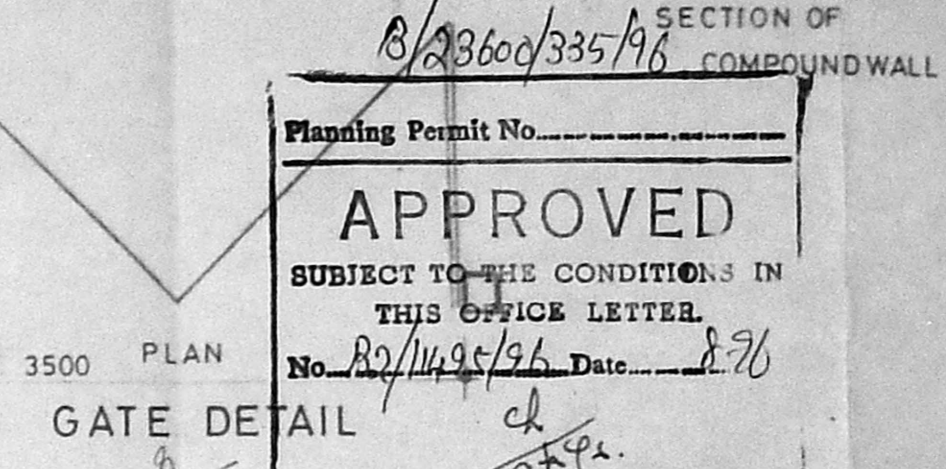 SECTION OF
COMPOUND WALL
B/23600/335/96
Planning Permit No.
APPROVED
SUBJECT TO THE CONDITIONS IN
THIS OFFICE LETTER.
No B2/1495/96 Date 8-96
3500 PLAN
GATE DETAIL